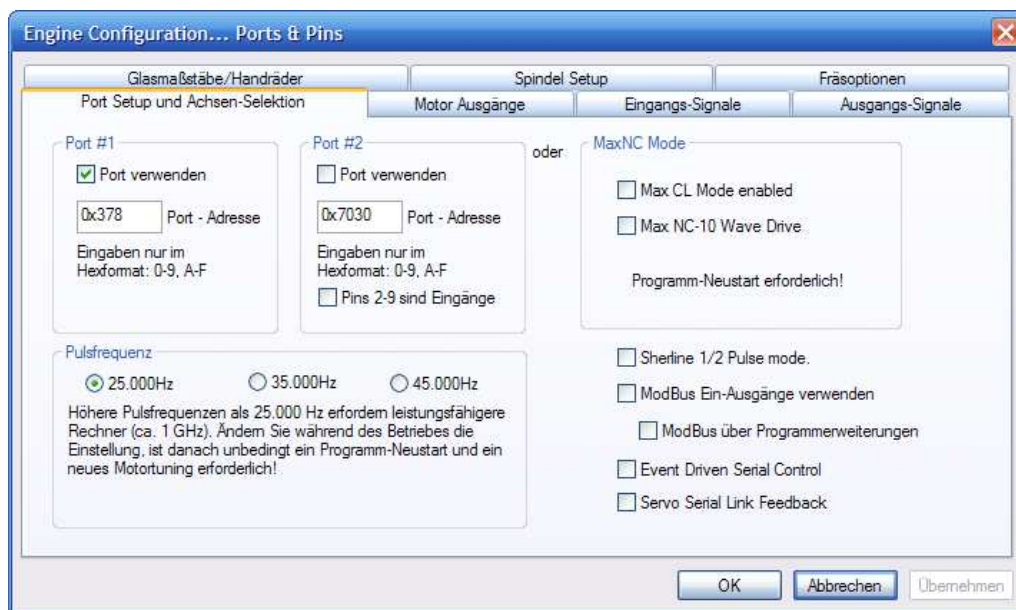 Engine Configuration... Ports & Pins
Glasmaßstäbe/Handräder
Spindel Setup
Fräsoptionen
Port Setup und Achsen-Selektion
Motor Ausgänge
Eingangs-Signale
Ausgangs-Signale
Port #1
Port verwenden
0x378
Port - Adresse
Eingaben nur im
Hexformat: 0-9, A-F
Port #2
Port verwenden
0x7030
Port - Adresse
Eingaben nur im
Hexformat: 0-9, A-F
Pins 2-9 sind Eingänge
oder
MaxNC Mode
Max CL Mode enabled
Max NC-10 Wave Drive
Programm-Neustart erforderlich!
Pulsfrequenz
25.000Hz
35.000Hz
45.000Hz
Höhere Pulsfrequenzen als 25.000 Hz erfordern leistungsfähigere
Rechner (ca. 1 GHz). Ändern Sie während des Betriebes die
Einstellung, ist danach unbedingt ein Programm-Neustart und ein
neues Motortuning erforderlich!
Sherline 1/2 Pulse mode.
ModBus Ein-Ausgänge verwenden
ModBus über Programmerweiterungen
Event Driven Serial Control
Servo Serial Link Feedback
OK
Abbrechen
Übernehmen